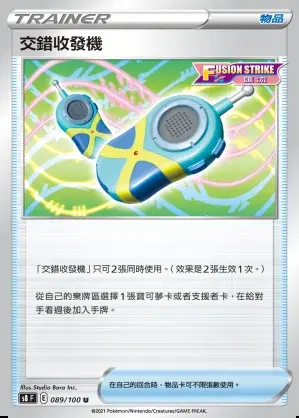 TRAINER 物品
交錯收發機
FUSION STRIKE
「交錯收發機」只可2張同時使用。（效果是2張生效1次。）
從自己的棄牌區選擇1張寶可夢卡或者支援者卡，在給對
手看過後加入手牌。
Illus. Studio Bora Inc.
s8 F E 089/100 U
在自己的回合時，物品卡可不限張數使用。
©2021 Pokémon/Nintendo/Creatures/GAME FREAK.